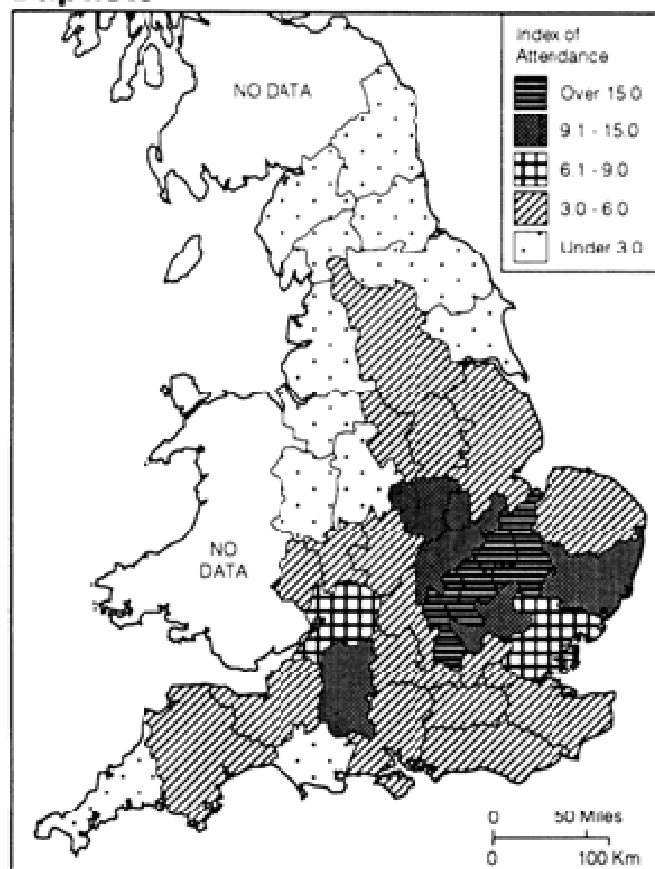 NO DATA
Index of
Attendance
Over 15.0
9.1 - 15.0
6.1 - 9.0
3.0 - 6.0
Under 3.0
NO
DATA
0 50 Miles
0 100 Km